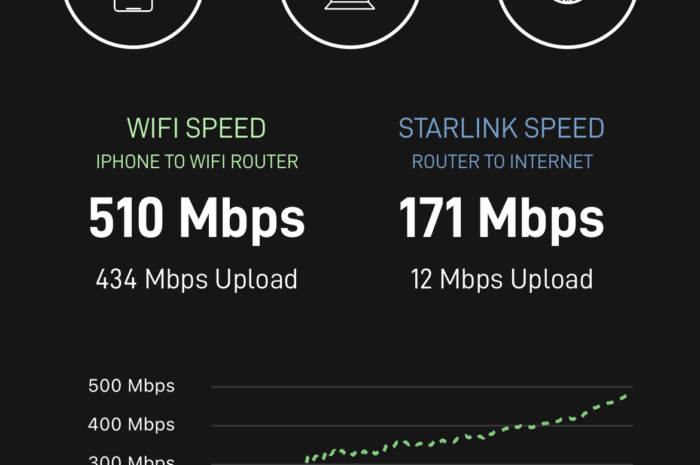 WIFI SPEED
STARLINK SPEED
IPHONE TO WIFI ROUTER
ROUTER TO INTERNET
510 Mbps
171 Mbps
434 Mbps Upload
12 Mbps Upload
500 Mbps
400 Mbps
300 Mbps